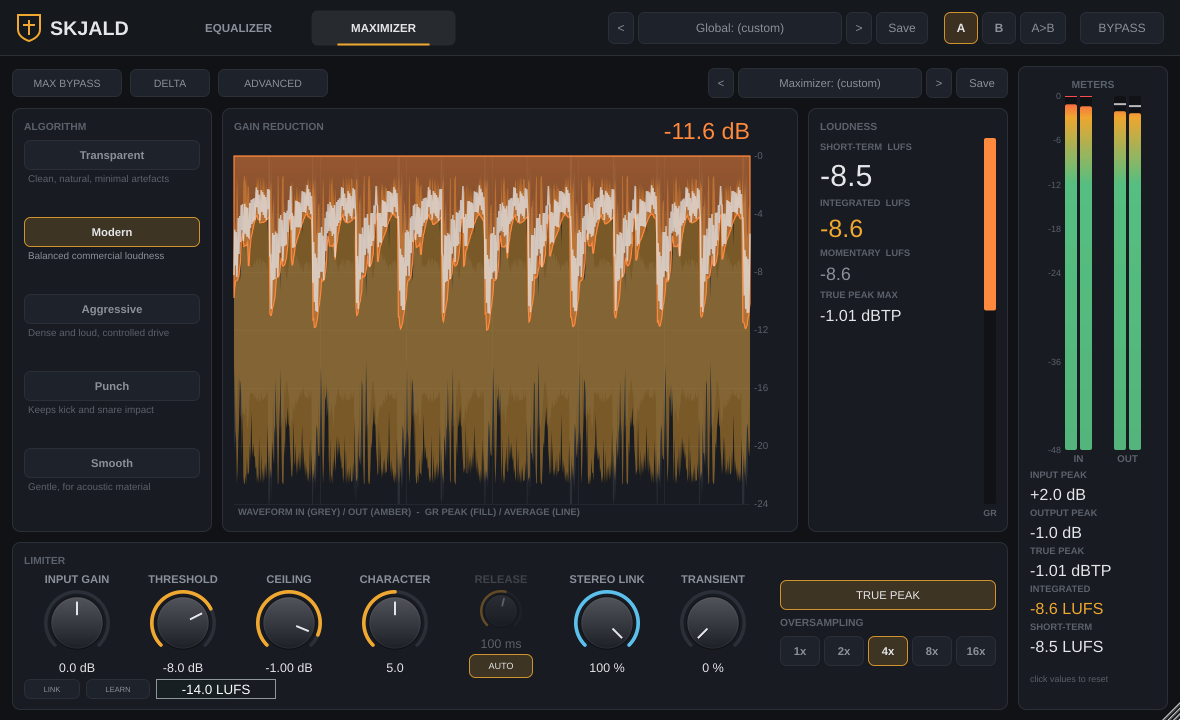 SKJALD
EQUALIZER
MAXIMIZER
< Global: (custom) > Save
A B A>B BYPASS
MAX BYPASS
DELTA
ADVANCED
< Maximizer: (custom) > Save
ALGORITHM
Transparent
Clean, natural, minimal artefacts
Modern
Balanced commercial loudness
Aggressive
Dense and loud, controlled drive
Punch
Keeps kick and snare impact
Smooth
Gentle, for acoustic material
GAIN REDUCTION
-11.6 dB
-0
-4
-8
-12
-16
-20
-24
WAVEFORM IN (GREY) / OUT (AMBER) - GR PEAK (FILL) / AVERAGE (LINE)
LOUDNESS
SHORT-TERM LUFS
-8.5
INTEGRATED LUFS
-8.6
MOMENTARY LUFS
-8.6
TRUE PEAK MAX
-1.01 dBTP
GR
METERS
0
-6
-12
-18
-24
-36
-48
IN OUT
INPUT PEAK
+2.0 dB
OUTPUT PEAK
-1.0 dB
TRUE PEAK
-1.01 dBTP
INTEGRATED
-8.6 LUFS
SHORT-TERM
-8.5 LUFS
click values to reset
LIMITER
INPUT GAIN THRESHOLD CEILING CHARACTER RELEASE STEREO LINK TRANSIENT
0.0 dB -8.0 dB -1.00 dB 5.0 100 ms 100 % 0 %
AUTO
LINK LEARN -14.0 LUFS
TRUE PEAK
OVERSAMPLING
1x 2x 4x 8x 16x